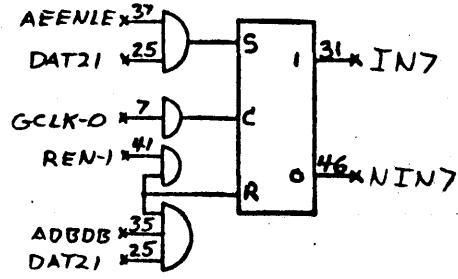 AEENLE 37
S
DAT21 25
1 31 IN7
GCLK-0 7
C
REN-1 41
0 46 NIN7
R
ADBDB 35
DAT21 25